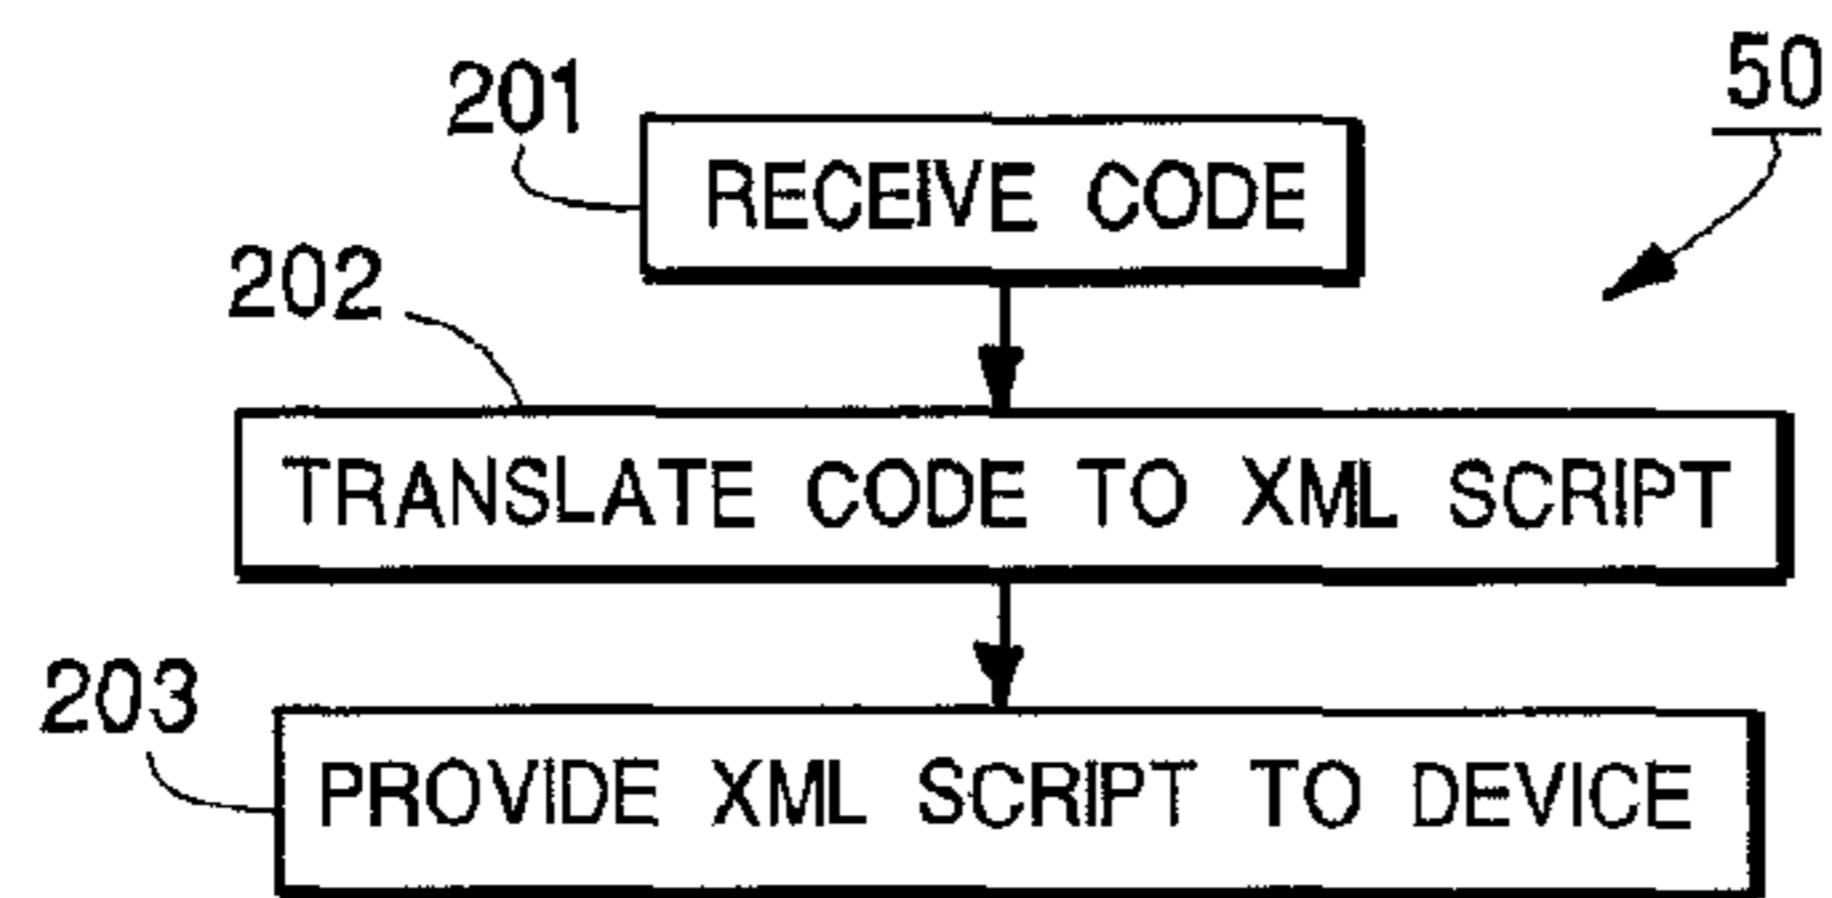 50
201
RECEIVE CODE
202
TRANSLATE CODE TO XML SCRIPT
203
PROVIDE XML SCRIPT TO DEVICE